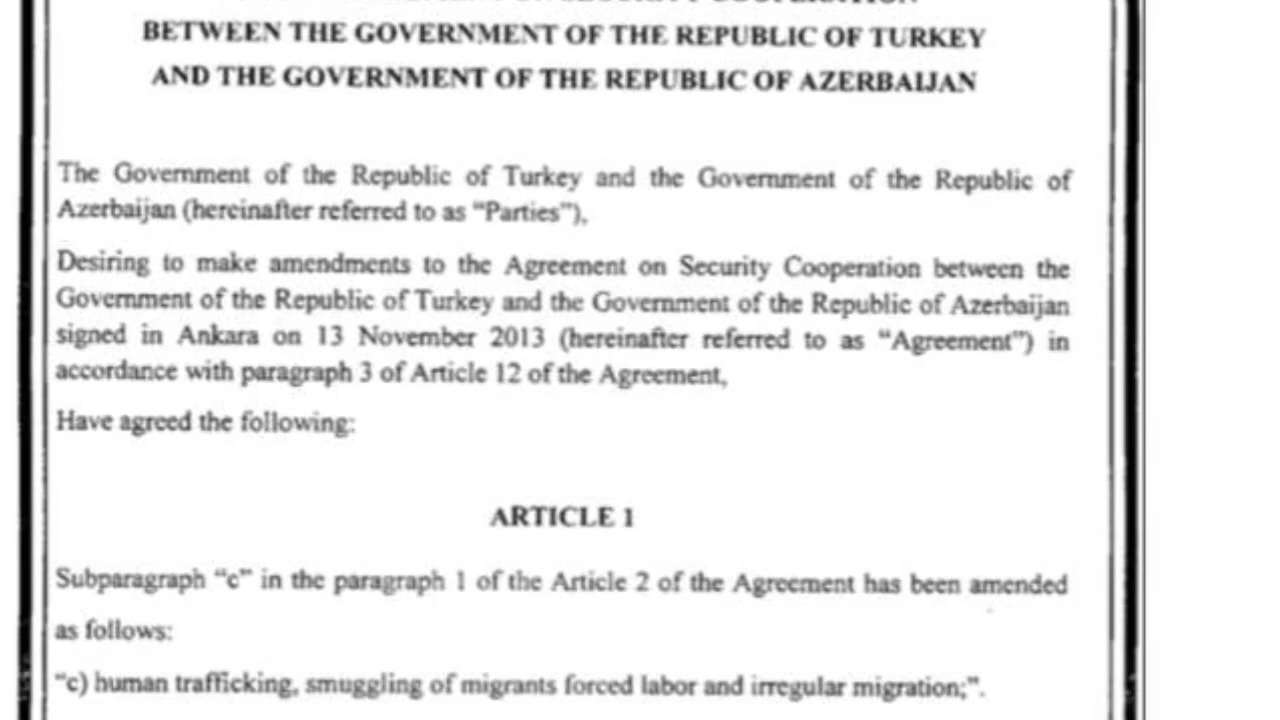 BETWEEN THE GOVERNMENT OF THE REPUBLIC OF TURKEY
AND THE GOVERNMENT OF THE REPUBLIC OF AZERBAIJAN
The Government of the Republic of Turkey and the Government of the Republic of
Azerbaijan (hereinafter referred to as “Parties”),
Desiring to make amendments to the Agreement on Security Cooperation between the
Government of the Republic of Turkey and the Government of the Republic of Azerbaijan
signed in Ankara on 13 November 2013 (hereinafter referred to as “Agreement”) in
accordance with paragraph 3 of Article 12 of the Agreement,
Have agreed the following:
ARTICLE 1
Subparagraph “c” in the paragraph 1 of the Article 2 of the Agreement has been amended
as follows:
“c) human trafficking, smuggling of migrants forced labor and irregular migration;”.